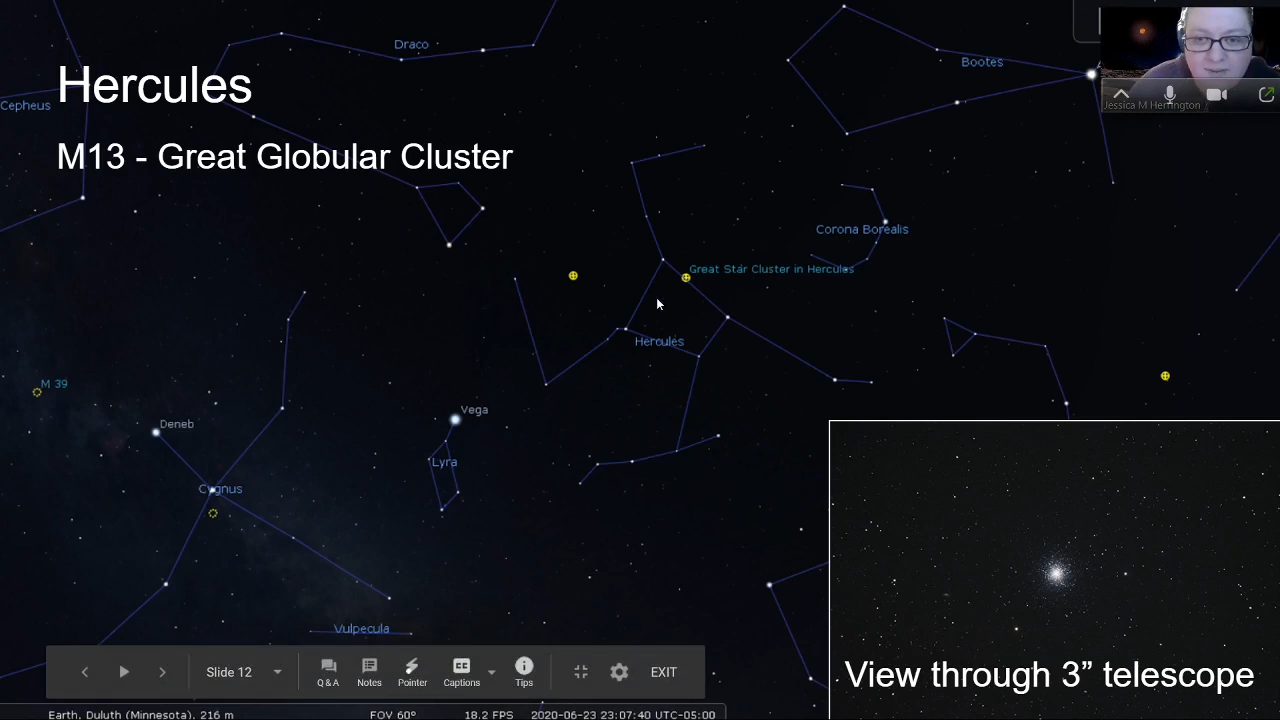 Hercules
M13 - Great Globular Cluster
Draco
Cepheus
Bootes
Jessica M Herrington
Corona Borealis
Great Star Cluster in Hercules
Hercules
M 39
Deneb
Vega
Lyra
Cygnus
Vulpecula
Slide 12
Q & A
Notes
Pointer
CC
Captions
Tips
EXIT
View through 3” telescope
Earth, Duluth (Minnesota), 216 m
FOV 60°
18.2 FPS
2020-06-23 23:07:40 UTC-05:00